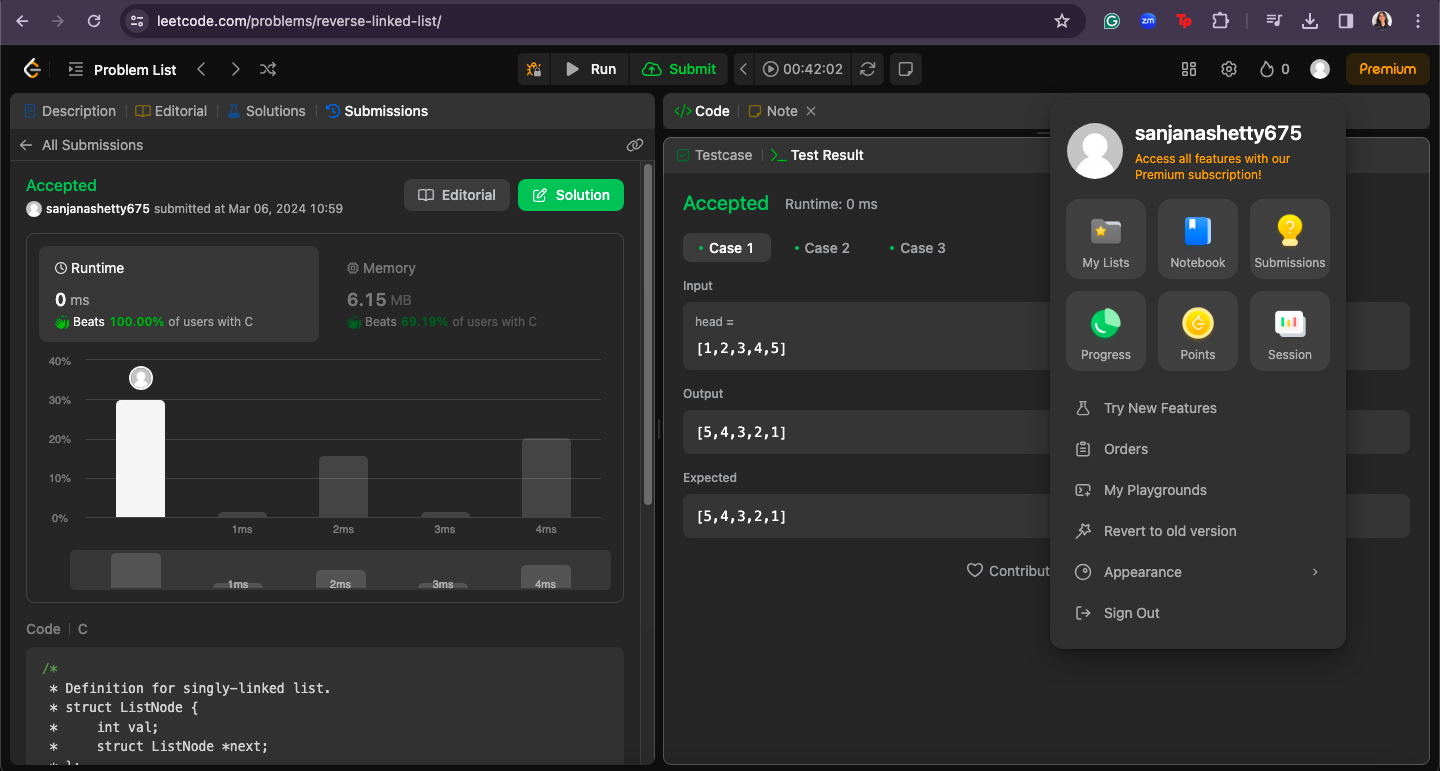 leetcode.com/problems/reverse-linked-list/
zm
Problem List
Run
Submit
00:42:02
0
Premium
Description
Editorial
Solutions
Submissions
All Submissions
Accepted
sanjanashetty675 submitted at Mar 06, 2024 10:59
Editorial
Solution
Runtime
0 ms
Beats 100.00% of users with C
Memory
6.15 MB
Beats 69.19% of users with C
40%
30%
20%
10%
0%
1ms
2ms
3ms
4ms
1ms
2ms
3ms
4ms
Code
C
/*
* Definition for singly-linked list.
* struct ListNode {
*     int val;
*     struct ListNode *next;
* };
</> Code
Note
Testcase
Test Result
Accepted
Runtime: 0 ms
Case 1
Case 2
Case 3
Input
head =
[1,2,3,4,5]
Output
[5,4,3,2,1]
Expected
[5,4,3,2,1]
Contribut
sanjanashetty675
Access all features with our
Premium subscription!
My Lists
Notebook
Submissions
Progress
Points
Session
Try New Features
Orders
My Playgrounds
Revert to old version
Appearance
Sign Out